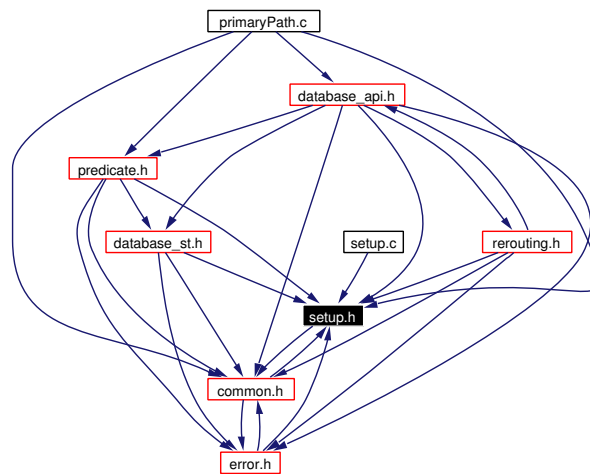 primaryPath.c
database_api.h
predicate.h
database_st.h
setup.c
rerouting.h
setup.h
common.h
error.h